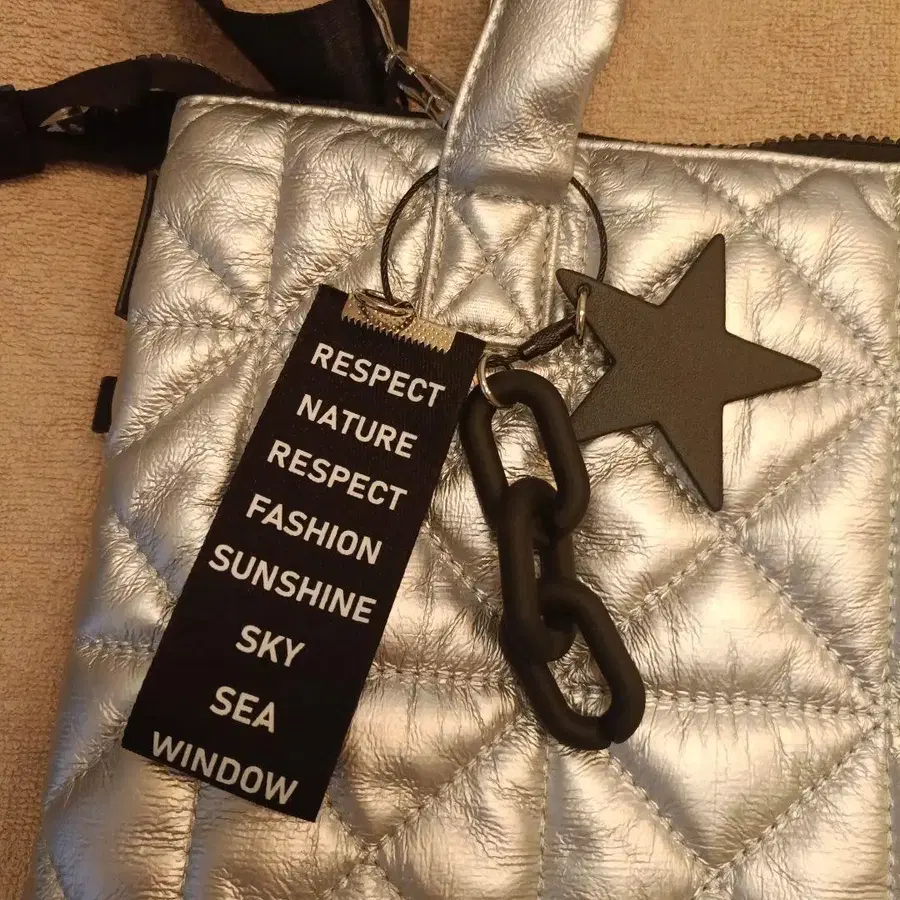 RESPECT
NATURE
RESPECT
FASHION
SUNSHINE
SKY
SEA
WINDOW